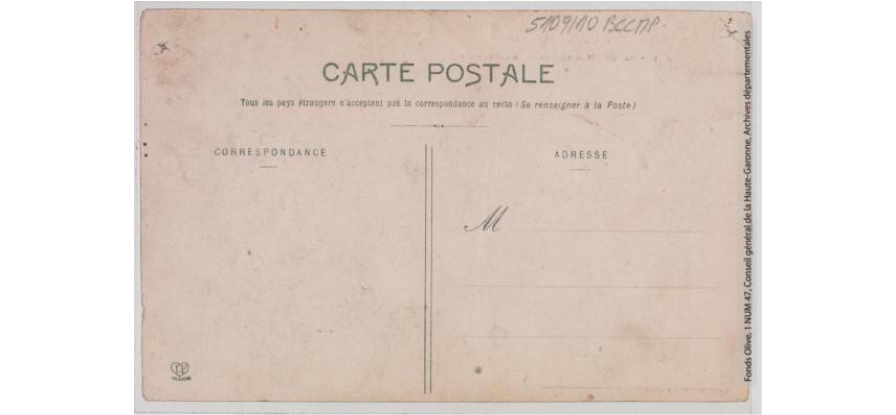 5109/10 BCCMP.
CARTE POSTALE
Tous les pays étrangers n'acceptent pas la correspondance au recto (Se renseigner à la Poste)
CORRESPONDANCE
ADRESSE
M
Fonds Olive, 1 NUM 47, Conseil général de la Haute-Garonne, Archives départementales